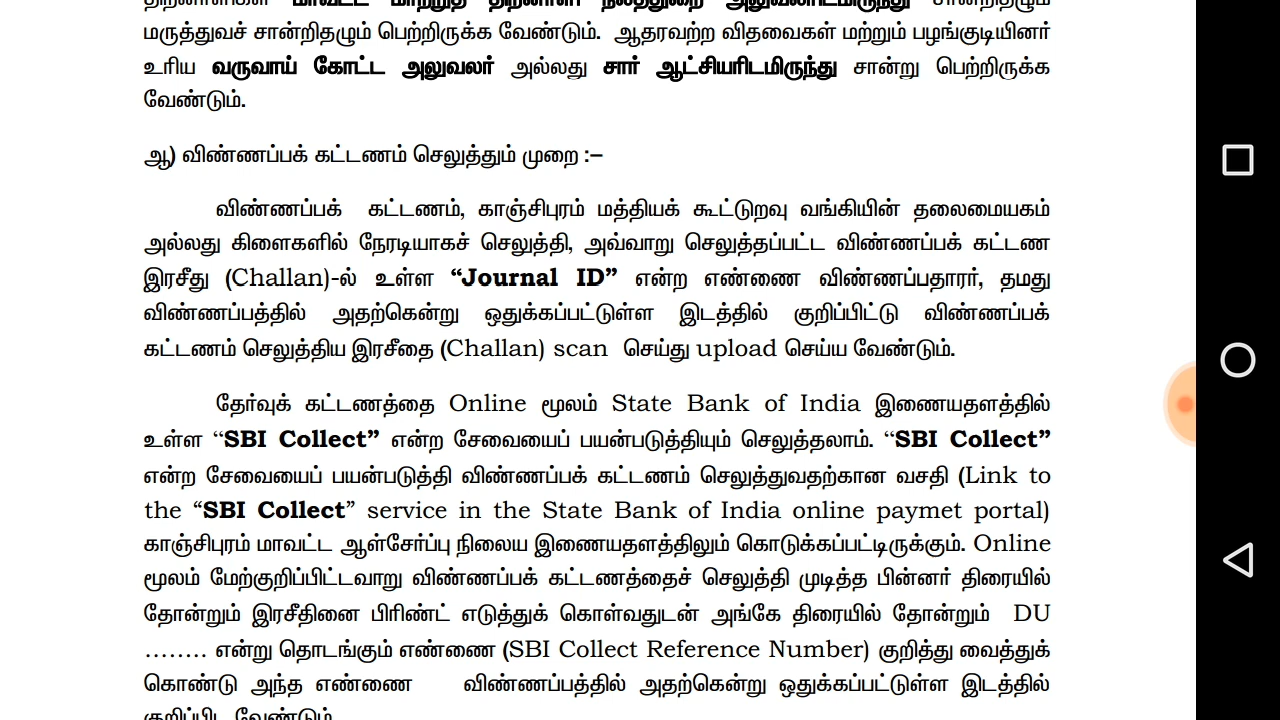 மருத்துவச் சான்றிதழும் பெற்றிருக்க வேண்டும். ஆதரவற்ற விதவைகள் மற்றும் பழங்குடியினர்
உரிய வருவாய் கோட்ட அலுவலர் அல்லது சார் ஆட்சியரிடமிருந்து சான்று பெற்றிருக்க
வேண்டும்.
ஆ) விண்ணப்பக் கட்டணம் செலுத்தும் முறை :–
விண்ணப்பக் கட்டணம், காஞ்சிபுரம் மத்தியக் கூட்டுறவு வங்கியின் தலைமையகம்
அல்லது கிளைகளில் நேரடியாகச் செலுத்தி, அவ்வாறு செலுத்தப்பட்ட விண்ணப்பக் கட்டண
இரசீது (Challan)-ல் உள்ள “Journal ID” என்ற எண்ணை விண்ணப்பதாரர், தமது
விண்ணப்பத்தில் அதற்கென்று ஒதுக்கப்பட்டுள்ள இடத்தில் குறிப்பிட்டு விண்ணப்பக்
கட்டணம் செலுத்திய இரசீதை (Challan) scan செய்து upload செய்ய வேண்டும்.
தேர்வுக் கட்டணத்தை Online மூலம் State Bank of India இணையதளத்தில்
உள்ள “SBI Collect” என்ற சேவையைப் பயன்படுத்தியும் செலுத்தலாம். “SBI Collect”
என்ற சேவையைப் பயன்படுத்தி விண்ணப்பக் கட்டணம் செலுத்துவதற்கான வசதி (Link to
the “SBI Collect” service in the State Bank of India online paymet portal)
காஞ்சிபுரம் மாவட்ட ஆள்சேர்ப்பு நிலைய இணையதளத்திலும் கொடுக்கப்பட்டிருக்கும். Online
மூலம் மேற்குறிப்பிட்டவாறு விண்ணப்பக் கட்டணத்தைச் செலுத்தி முடித்த பின்னர் திரையில்
தோன்றும் இரசீதினை பிரிண்ட் எடுத்துக் கொள்வதுடன் அங்கே திரையில் தோன்றும் DU
........ என்று தொடங்கும் எண்ணை (SBI Collect Reference Number) குறித்து வைத்துக்
கொண்டு அந்த எண்ணை விண்ணப்பத்தில் அதற்கென்று ஒதுக்கப்பட்டுள்ள இடத்தில்
குறிப்பிட வேண்டும்